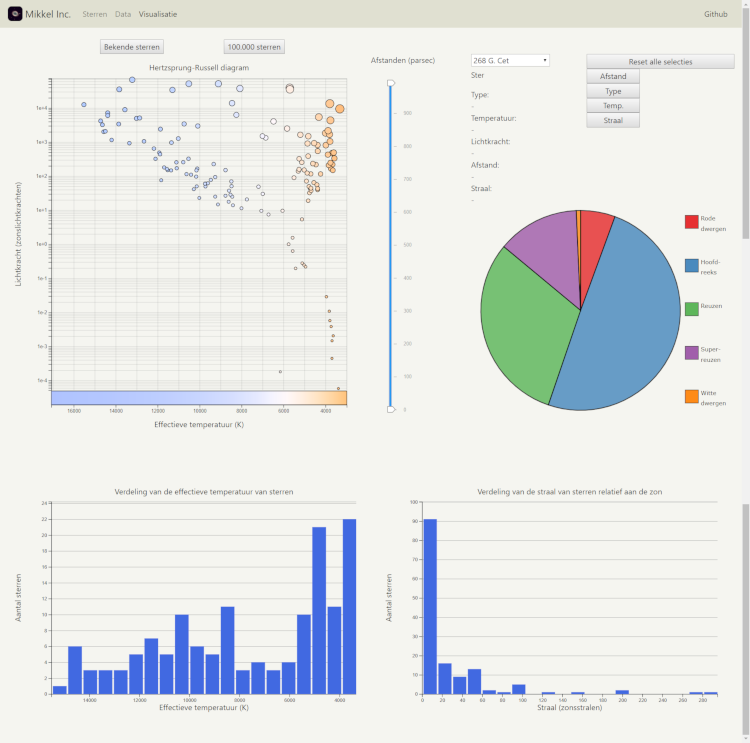 Mikkel Inc. Sterren Data Visualisatie Github
Bekende sterren
100.000 sterren
Hertzsprung-Russell diagram
1e+4
1e+3
1e+2
1e+1
1e+0
1e-1
1e-2
1e-3
1e-4
Lichtkracht (zonslichtkrachten)
16000 14000 12000 10000 8000 6000 4000
Effectieve temperatuur (K)
Afstanden (parsec)
900
800
700
600
500
400
300
200
100
0
268 G. Cet
Ster
Type:
-
Temperatuur:
-
Lichtkracht:
-
Afstand:
-
Straal:
-
Reset alle selecties
Afstand
Type
Temp.
Straal
Rode
dwergen
Hoofd-
reeks
Reuzen
Super-
reuzen
Witte
dwergen
Verdeling van de effectieve temperatuur van sterren
24
22
20
18
16
14
12
10
8
6
4
2
0
Aantal sterren
14000 12000 10000 8000 6000 4000
Effectieve temperatuur (K)
Verdeling van de straal van sterren relatief aan de zon
100
90
80
70
60
50
40
30
20
10
0
Aantal sterren
0 20 40 60 80 100 120 140 160 180 200 220 240 260 280
Straal (zonsstralen)